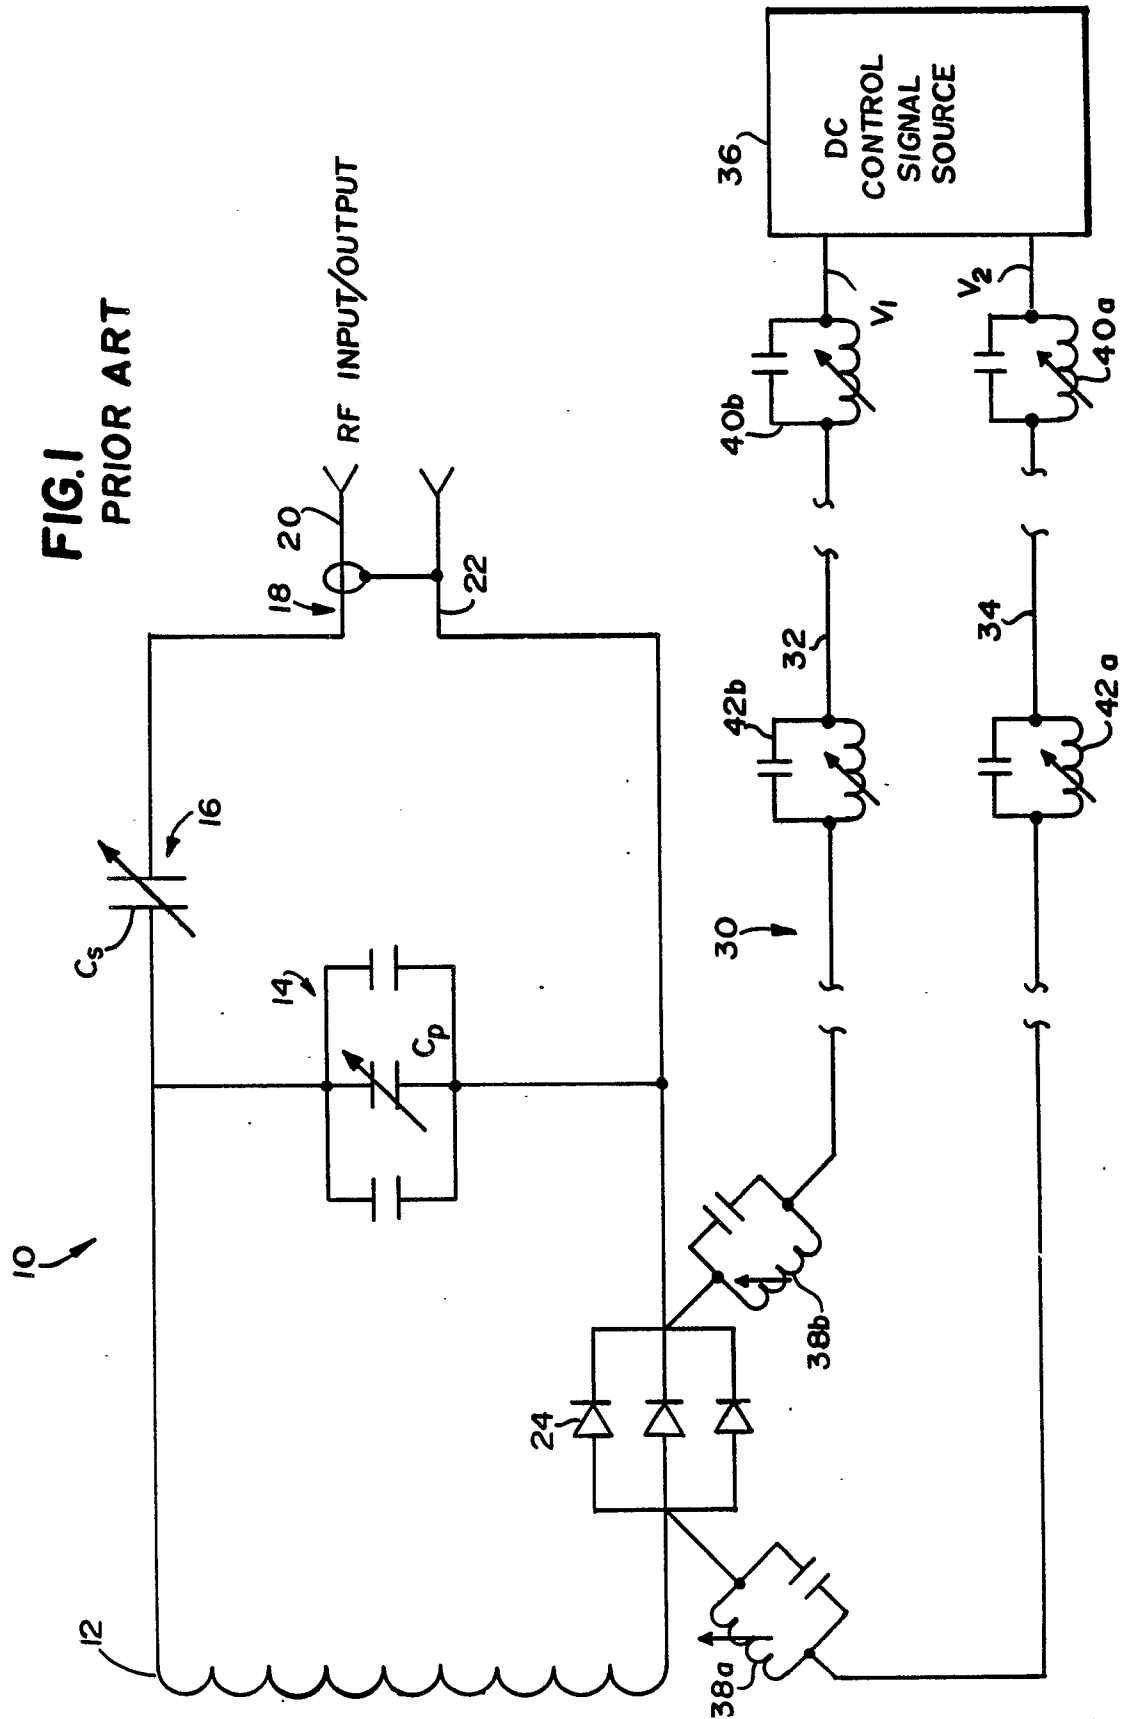 FIG.1
PRIOR ART
10
12
14
Cp
Cs
16
18
20
22
RF INPUT/OUTPUT
24
38a
38b
30
42b
32
40b
V1
36
DC
CONTROL
SIGNAL
SOURCE
42a
34
40a
V2